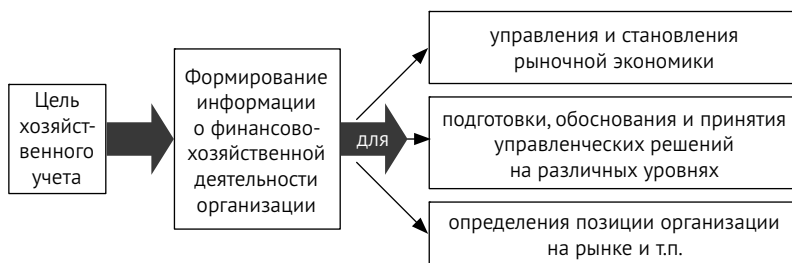 Цель
хозяйст-
венного
учета
Формирование
информации
о финансово-
хозяйственной
деятельности
организации
для
управления и становления
рыночной экономики
подготовки, обоснования и принятия
управленческих решений
на различных уровнях
определения позиции организации
на рынке и т.п.